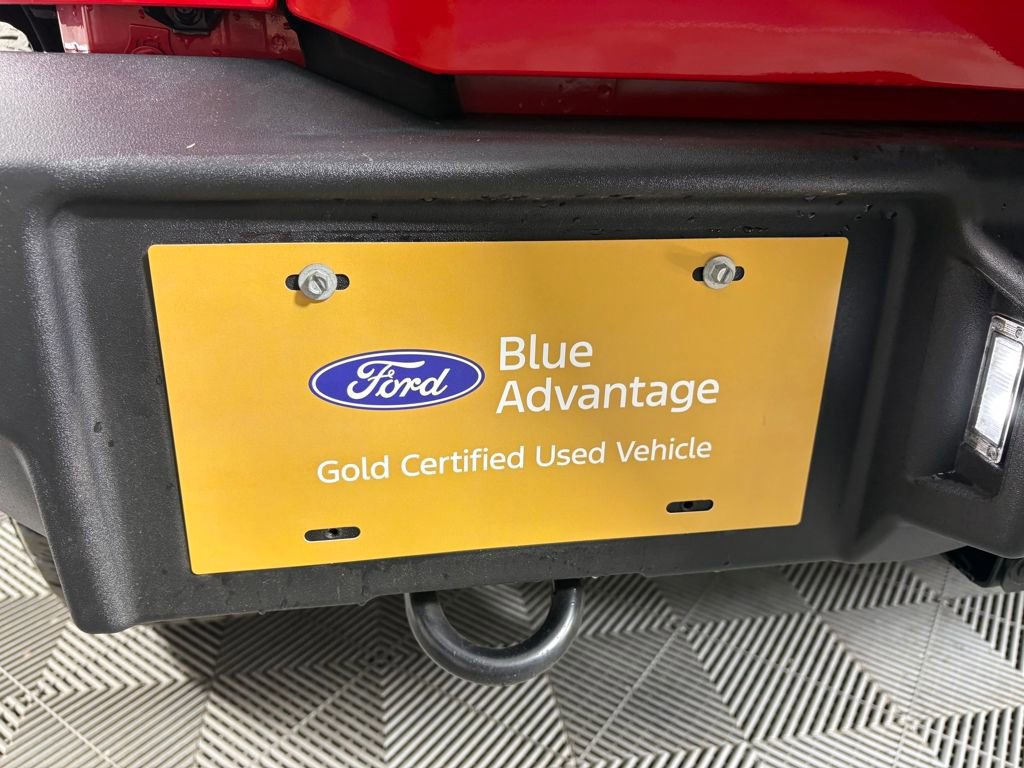 Ford
Blue
Advantage
Gold Certified Used Vehicle